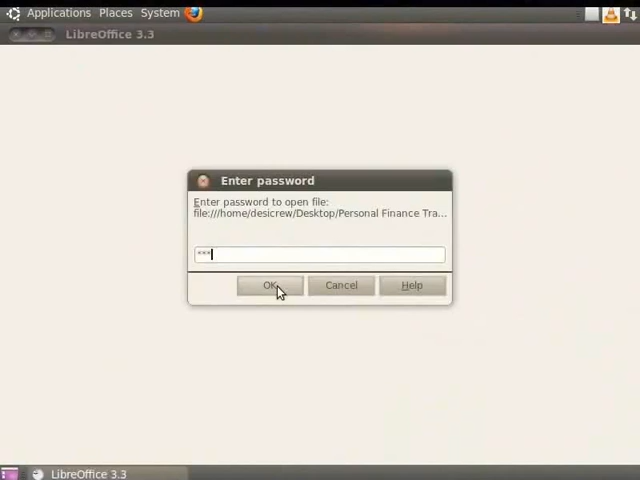 Applications Places System
LibreOffice 3.3
Enter password
Enter password to open file:
file:///home/desicrew/Desktop/Personal Finance Tra...
***
OK Cancel Help
LibreOffice 3.3